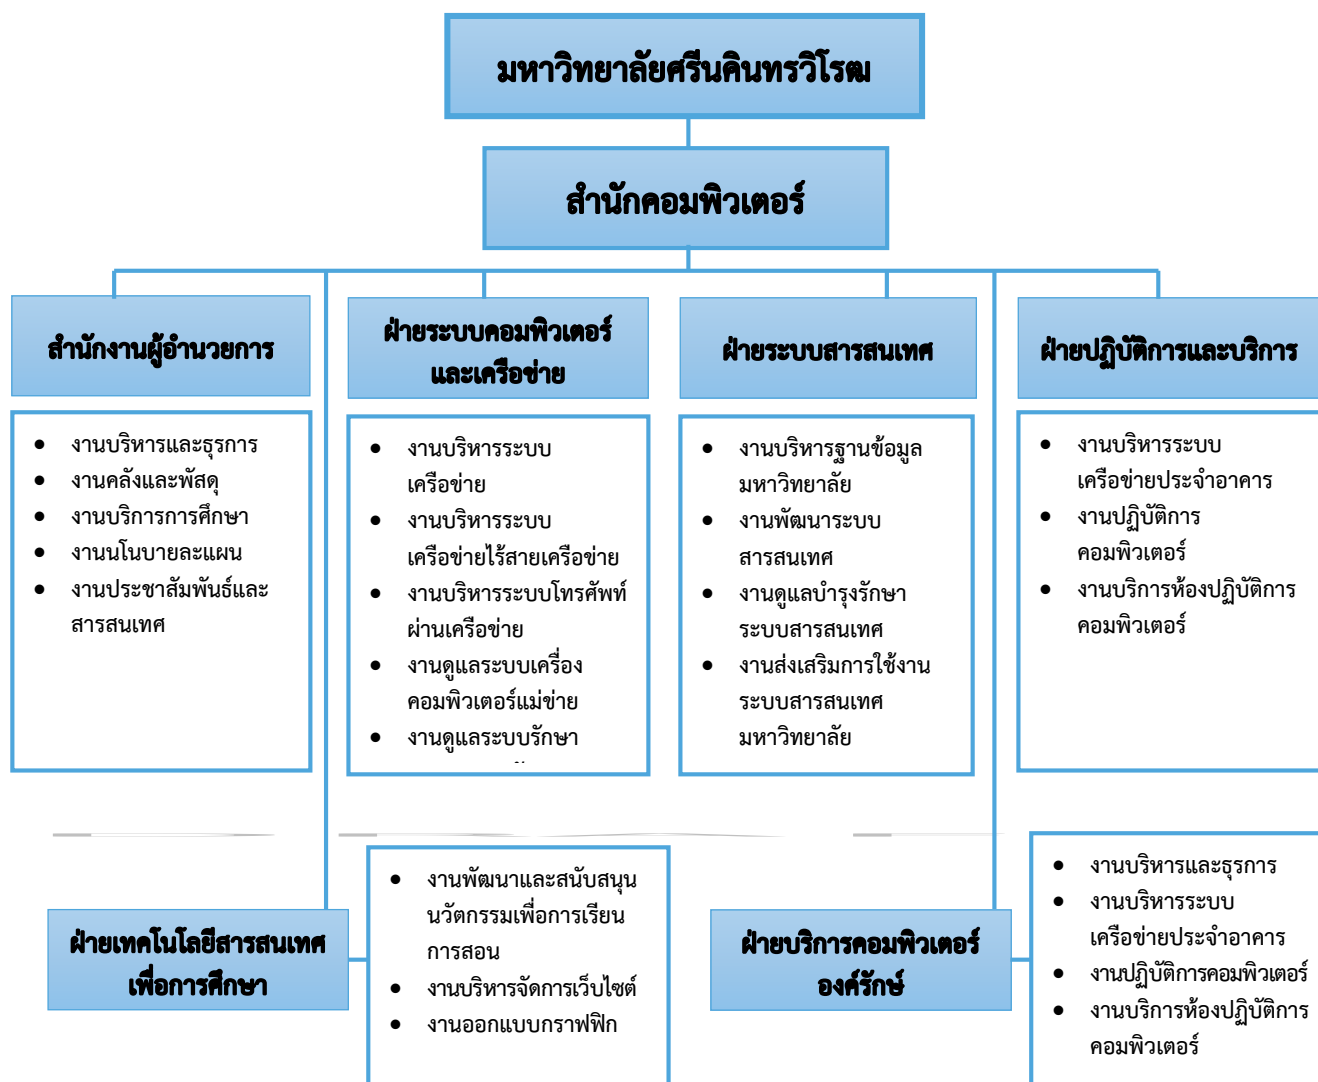 มหาวิทยาลัยศรีนคินทรวิโรฒ
สำนักคอมพิวเตอร์
สำนักงานผู้อำนวยการ
ฝ่ายระบบคอมพิวเตอร์
และเครือข่าย
ฝ่ายระบบสารสนเทศ
ฝ่ายปฏิบัติการและบริการ
• งานบริหารและธุรการ
• งานคลังและพัสดุ
• งานบริการการศึกษา
• งานนโนบายละแผน
• งานประชาสัมพันธ์และ
สารสนเทศ
• งานบริหารระบบ
เครือข่าย
• งานบริหารระบบ
เครือข่ายไร้สายเครือข่าย
• งานบริหารระบบโทรศัพท์
ผ่านเครือข่าย
• งานดูแลระบบเครื่อง
คอมพิวเตอร์แม่ข่าย
• งานดูแลระบบรักษา
• งานบริหารฐานข้อมูล
มหาวิทยาลัย
• งานพัฒนาระบบ
สารสนเทศ
• งานดูแลบำรุงรักษา
ระบบสารสนเทศ
• งานส่งเสริมการใช้งาน
ระบบสารสนเทศ
มหาวิทยาลัย
• งานบริหารระบบ
เครือข่ายประจำอาคาร
• งานปฏิบัติการ
คอมพิวเตอร์
• งานบริการห้องปฏิบัติการ
คอมพิวเตอร์
ฝ่ายเทคโนโลยีสารสนเทศ
เพื่อการศึกษา
• งานพัฒนาและสนับสนุน
นวัตกรรมเพื่อการเรียน
การสอน
• งานบริหารจัดการเว็บไซต์
• งานออกแบบกราฟฟิก
ฝ่ายบริการคอมพิวเตอร์
องค์รักษ์
• งานบริหารและธุรการ
• งานบริหารระบบ
เครือข่ายประจำอาคาร
• งานปฏิบัติการคอมพิวเตอร์
• งานบริการห้องปฏิบัติการ
คอมพิวเตอร์